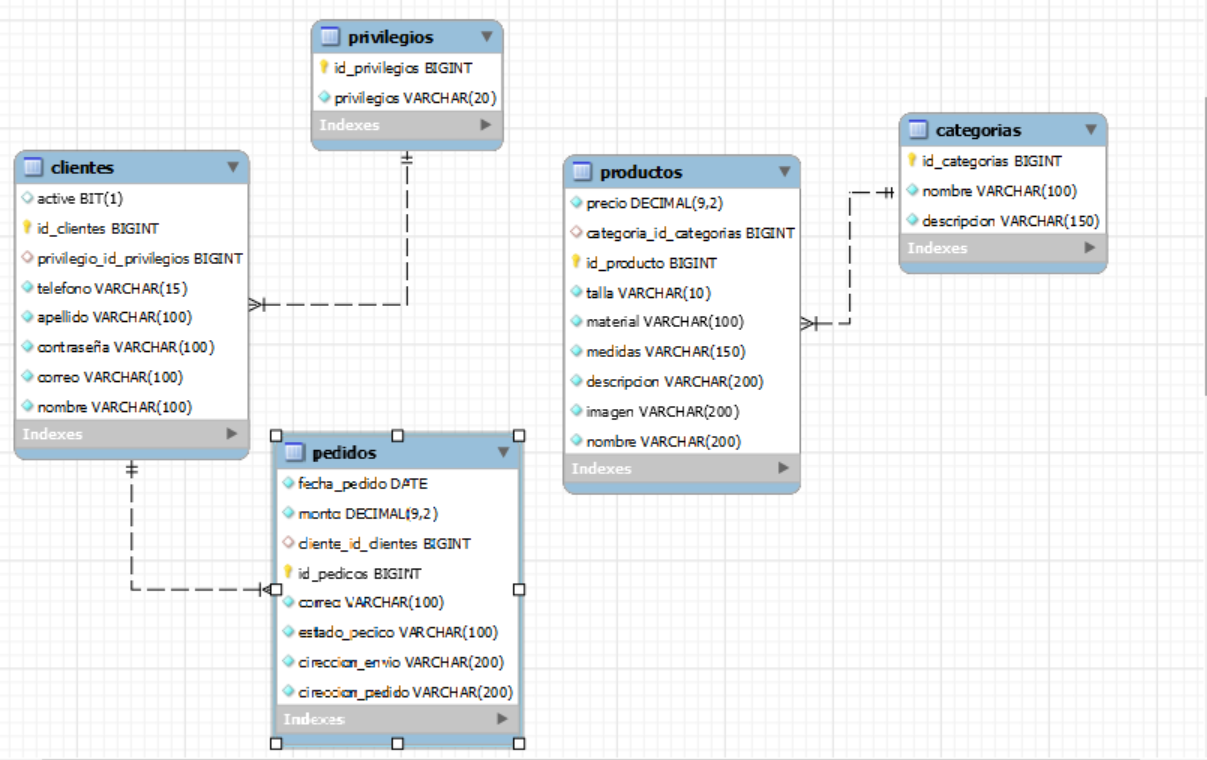 privilegios
id_privilegios BIGINT
privilegios VARCHAR(20)
Indexes
clientes
active BIT(1)
id_clientes BIGINT
privilegio_id_privilegios BIGINT
telefono VARCHAR(15)
apellido VARCHAR(100)
contraseña VARCHAR(100)
correo VARCHAR(100)
nombre VARCHAR(100)
Indexes
productos
precio DECIMAL(9,2)
categoria_id_categorias BIGINT
id_producto BIGINT
talla VARCHAR(10)
material VARCHAR(100)
medidas VARCHAR(150)
descripcion VARCHAR(200)
imagen VARCHAR(200)
nombre VARCHAR(200)
Indexes
categorias
id_categorias BIGINT
nombre VARCHAR(100)
descripcion VARCHAR(150)
Indexes
pedidos
fecha_pedido DATE
monto DECIMAL(9,2)
cliente_id_clientes BIGINT
id_pedidos BIGINT
correo VARCHAR(100)
estado_pedido VARCHAR(100)
direccion_envio VARCHAR(200)
direccion_pedido VARCHAR(200)
Indexes